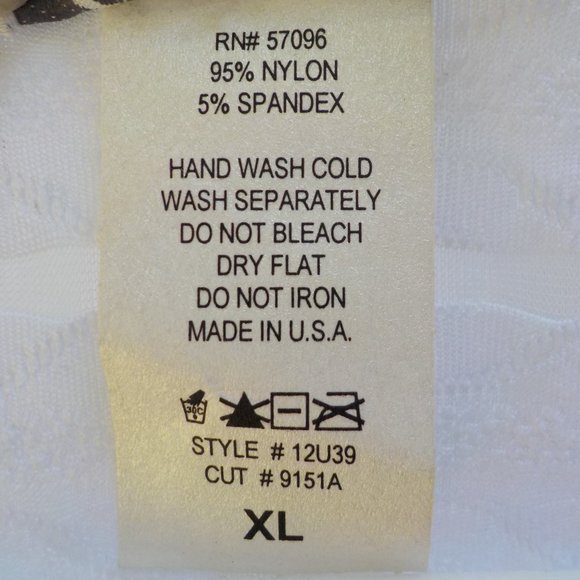 RN# 57096
95% NYLON
5% SPANDEX
HAND WASH COLD
WASH SEPARATELY
DO NOT BLEACH
DRY FLAT
DO NOT IRON
MADE IN U.S.A.
30C
STYLE # 12U39
CUT # 9151A
XL